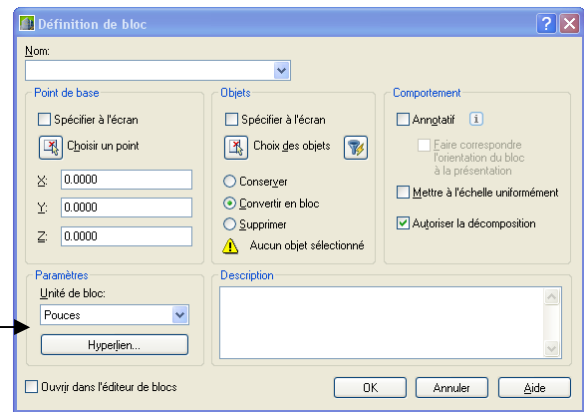 Définition de bloc
Nom:
Point de base
Spécifier à l'écran
Choisir un point
X: 0.0000
Y: 0.0000
Z: 0.0000
Objets
Spécifier à l'écran
Choix des objets
Conserver
Convertir en bloc
Supprimer
Aucun objet sélectionné
Comportement
Annotatif
Faire correspondre
l'orientation du bloc
à la présentation
Mettre à l'échelle uniformément
Autoriser la décomposition
Paramètres
Unité de bloc:
Pouces
Hyperlien...
Description
Ouvrir dans l'éditeur de blocs
OK
Annuler
Aide